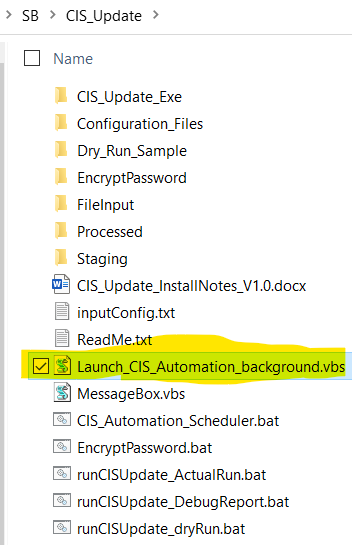 SB > CIS_Update >
Name
CIS_Update_Exe
Configuration_Files
Dry_Run_Sample
EncryptPassword
FileInput
Processed
Staging
CIS_Update_InstallNotes_V1.0.docx
inputConfig.txt
ReadMe.txt
Launch_CIS_Automation_background.vbs
MessageBox.vbs
CIS_Automation_Scheduler.bat
EncryptPassword.bat
runCISUpdate_ActualRun.bat
runCISUpdate_DebugReport.bat
runCISUpdate_dryRun.bat